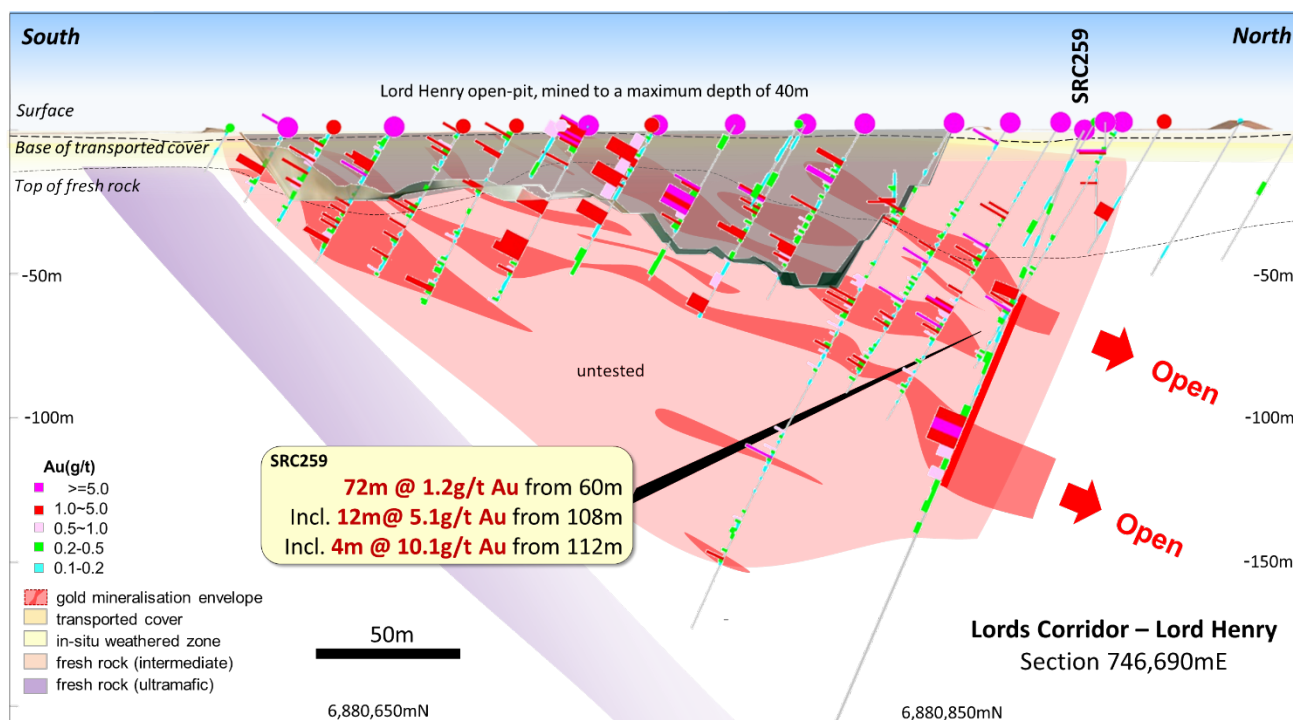 South
North
SRC259
Lord Henry open-pit, mined to a maximum depth of 40m
Surface
Base of transported cover
Top of fresh rock
-50m
-50m
untested
Open
-100m
-100m
SRC259
72m @ 1.2g/t Au from 60m
Incl. 12m@ 5.1g/t Au from 108m
Incl. 4m @ 10.1g/t Au from 112m
Open
-150m
Au(g/t)
>=5.0
1.0~5.0
0.5~1.0
0.2-0.5
0.1-0.2
gold mineralisation envelope
transported cover
in-situ weathered zone
fresh rock (intermediate)
fresh rock (ultramafic)
50m
Lords Corridor – Lord Henry
Section 746,690mE
6,880,650mN
6,880,850mN